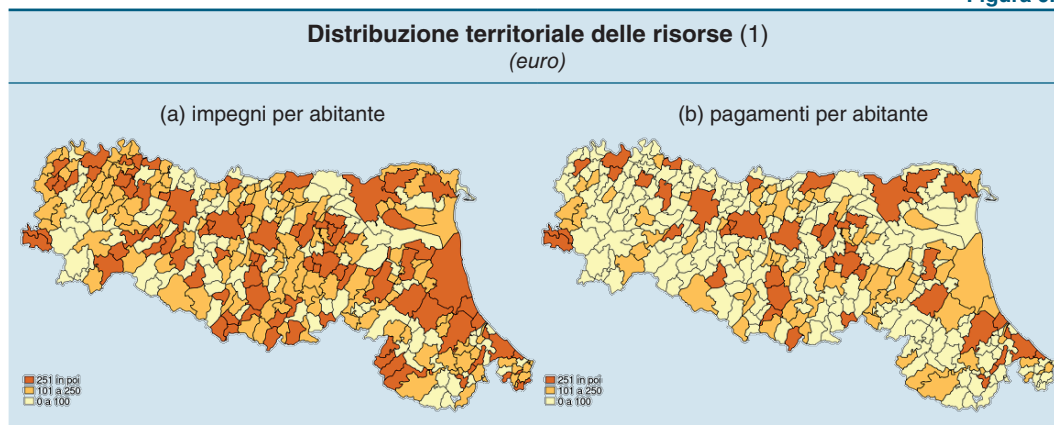 Distribuzione territoriale delle risorse (1)
(euro)
(a) impegni per abitante
(b) pagamenti per abitante
251 in poi
101 a 250
0 a 100
251 in poi
101 a 250
0 a 100